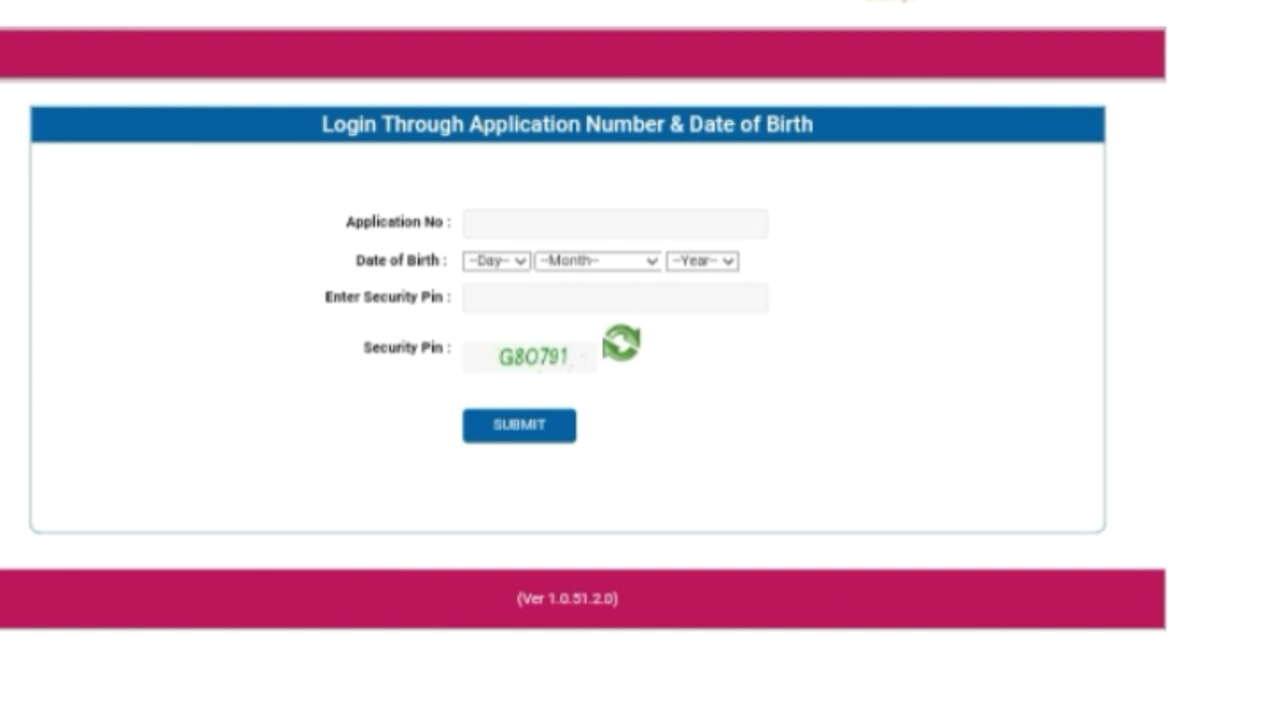 Login Through Application Number & Date of Birth
Application No :
Date of Birth : --Day-- --Month-- --Year--
Enter Security Pin :
Security Pin : G8O791
SUBMIT
(Ver 1.0.51.2.0)